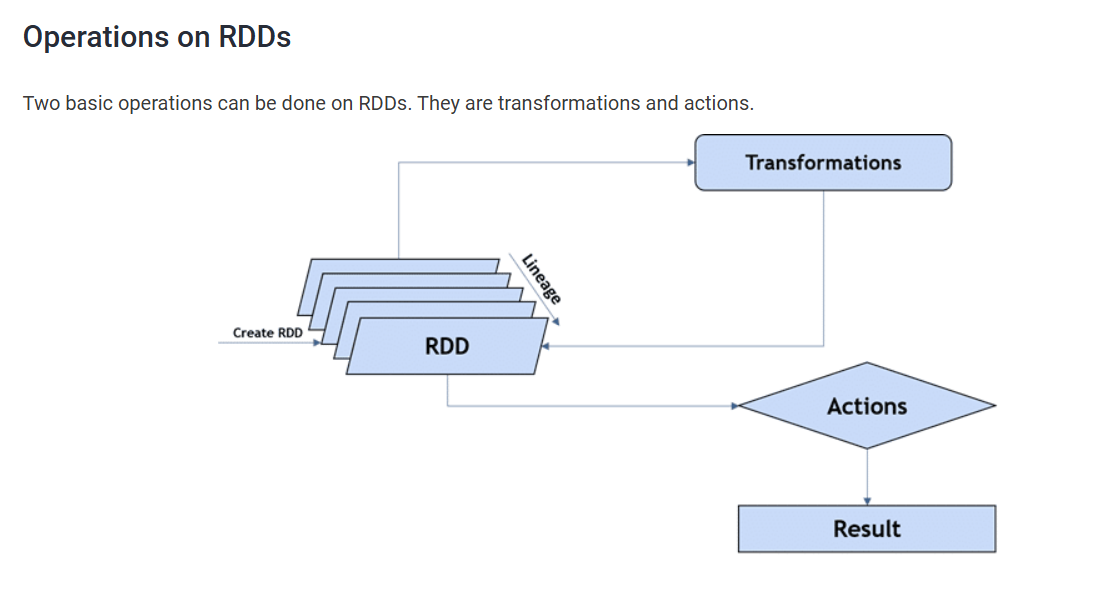 Operations on RDDs
Two basic operations can be done on RDDs. They are transformations and actions.
Transformations
Lineage
Create RDD
RDD
Actions
Result